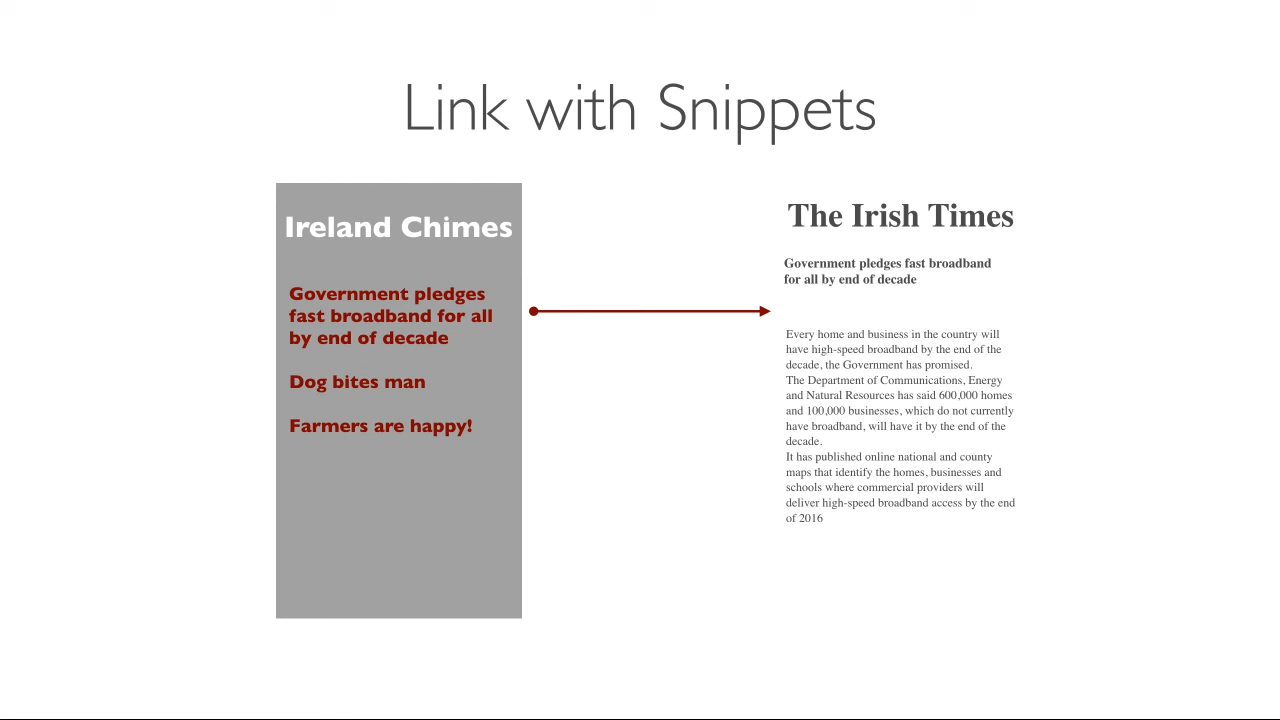 Link with Snippets
Ireland Chimes
Government pledges
fast broadband for all
by end of decade
Dog bites man
Farmers are happy!
The Irish Times
Government pledges fast broadband
for all by end of decade
Every home and business in the country will
have high-speed broadband by the end of the
decade, the Government has promised.
The Department of Communications, Energy
and Natural Resources has said 600,000 homes
and 100,000 businesses, which do not currently
have broadband, will have it by the end of the
decade.
It has published online national and county
maps that identify the homes, businesses and
schools where commercial providers will
deliver high-speed broadband access by the end
of 2016